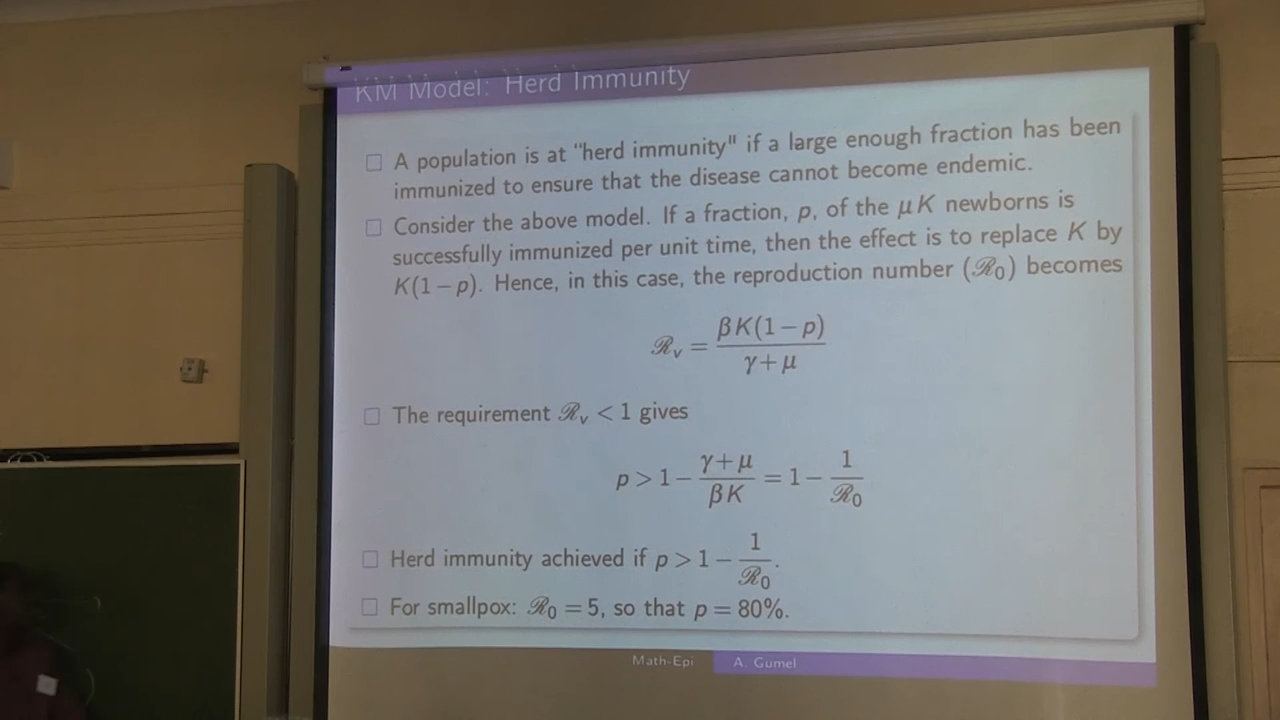 KM Model: Herd Immunity
□ A population is at "herd immunity" if a large enough fraction has been
immunized to ensure that the disease cannot become endemic.
□ Consider the above model. If a fraction, p, of the μK newborns is
successfully immunized per unit time, then the effect is to replace K by
K(1−p). Hence, in this case, the reproduction number (ℛ₀) becomes
ℛᵥ = βK(1−p) / γ+μ
□ The requirement ℛᵥ < 1 gives
p > 1 − γ+μ / βK = 1 − 1 / ℛ₀
□ Herd immunity achieved if p > 1 − 1 / ℛ₀.
□ For smallpox: ℛ₀ = 5, so that p = 80%.
Math-Epi A. Gumel